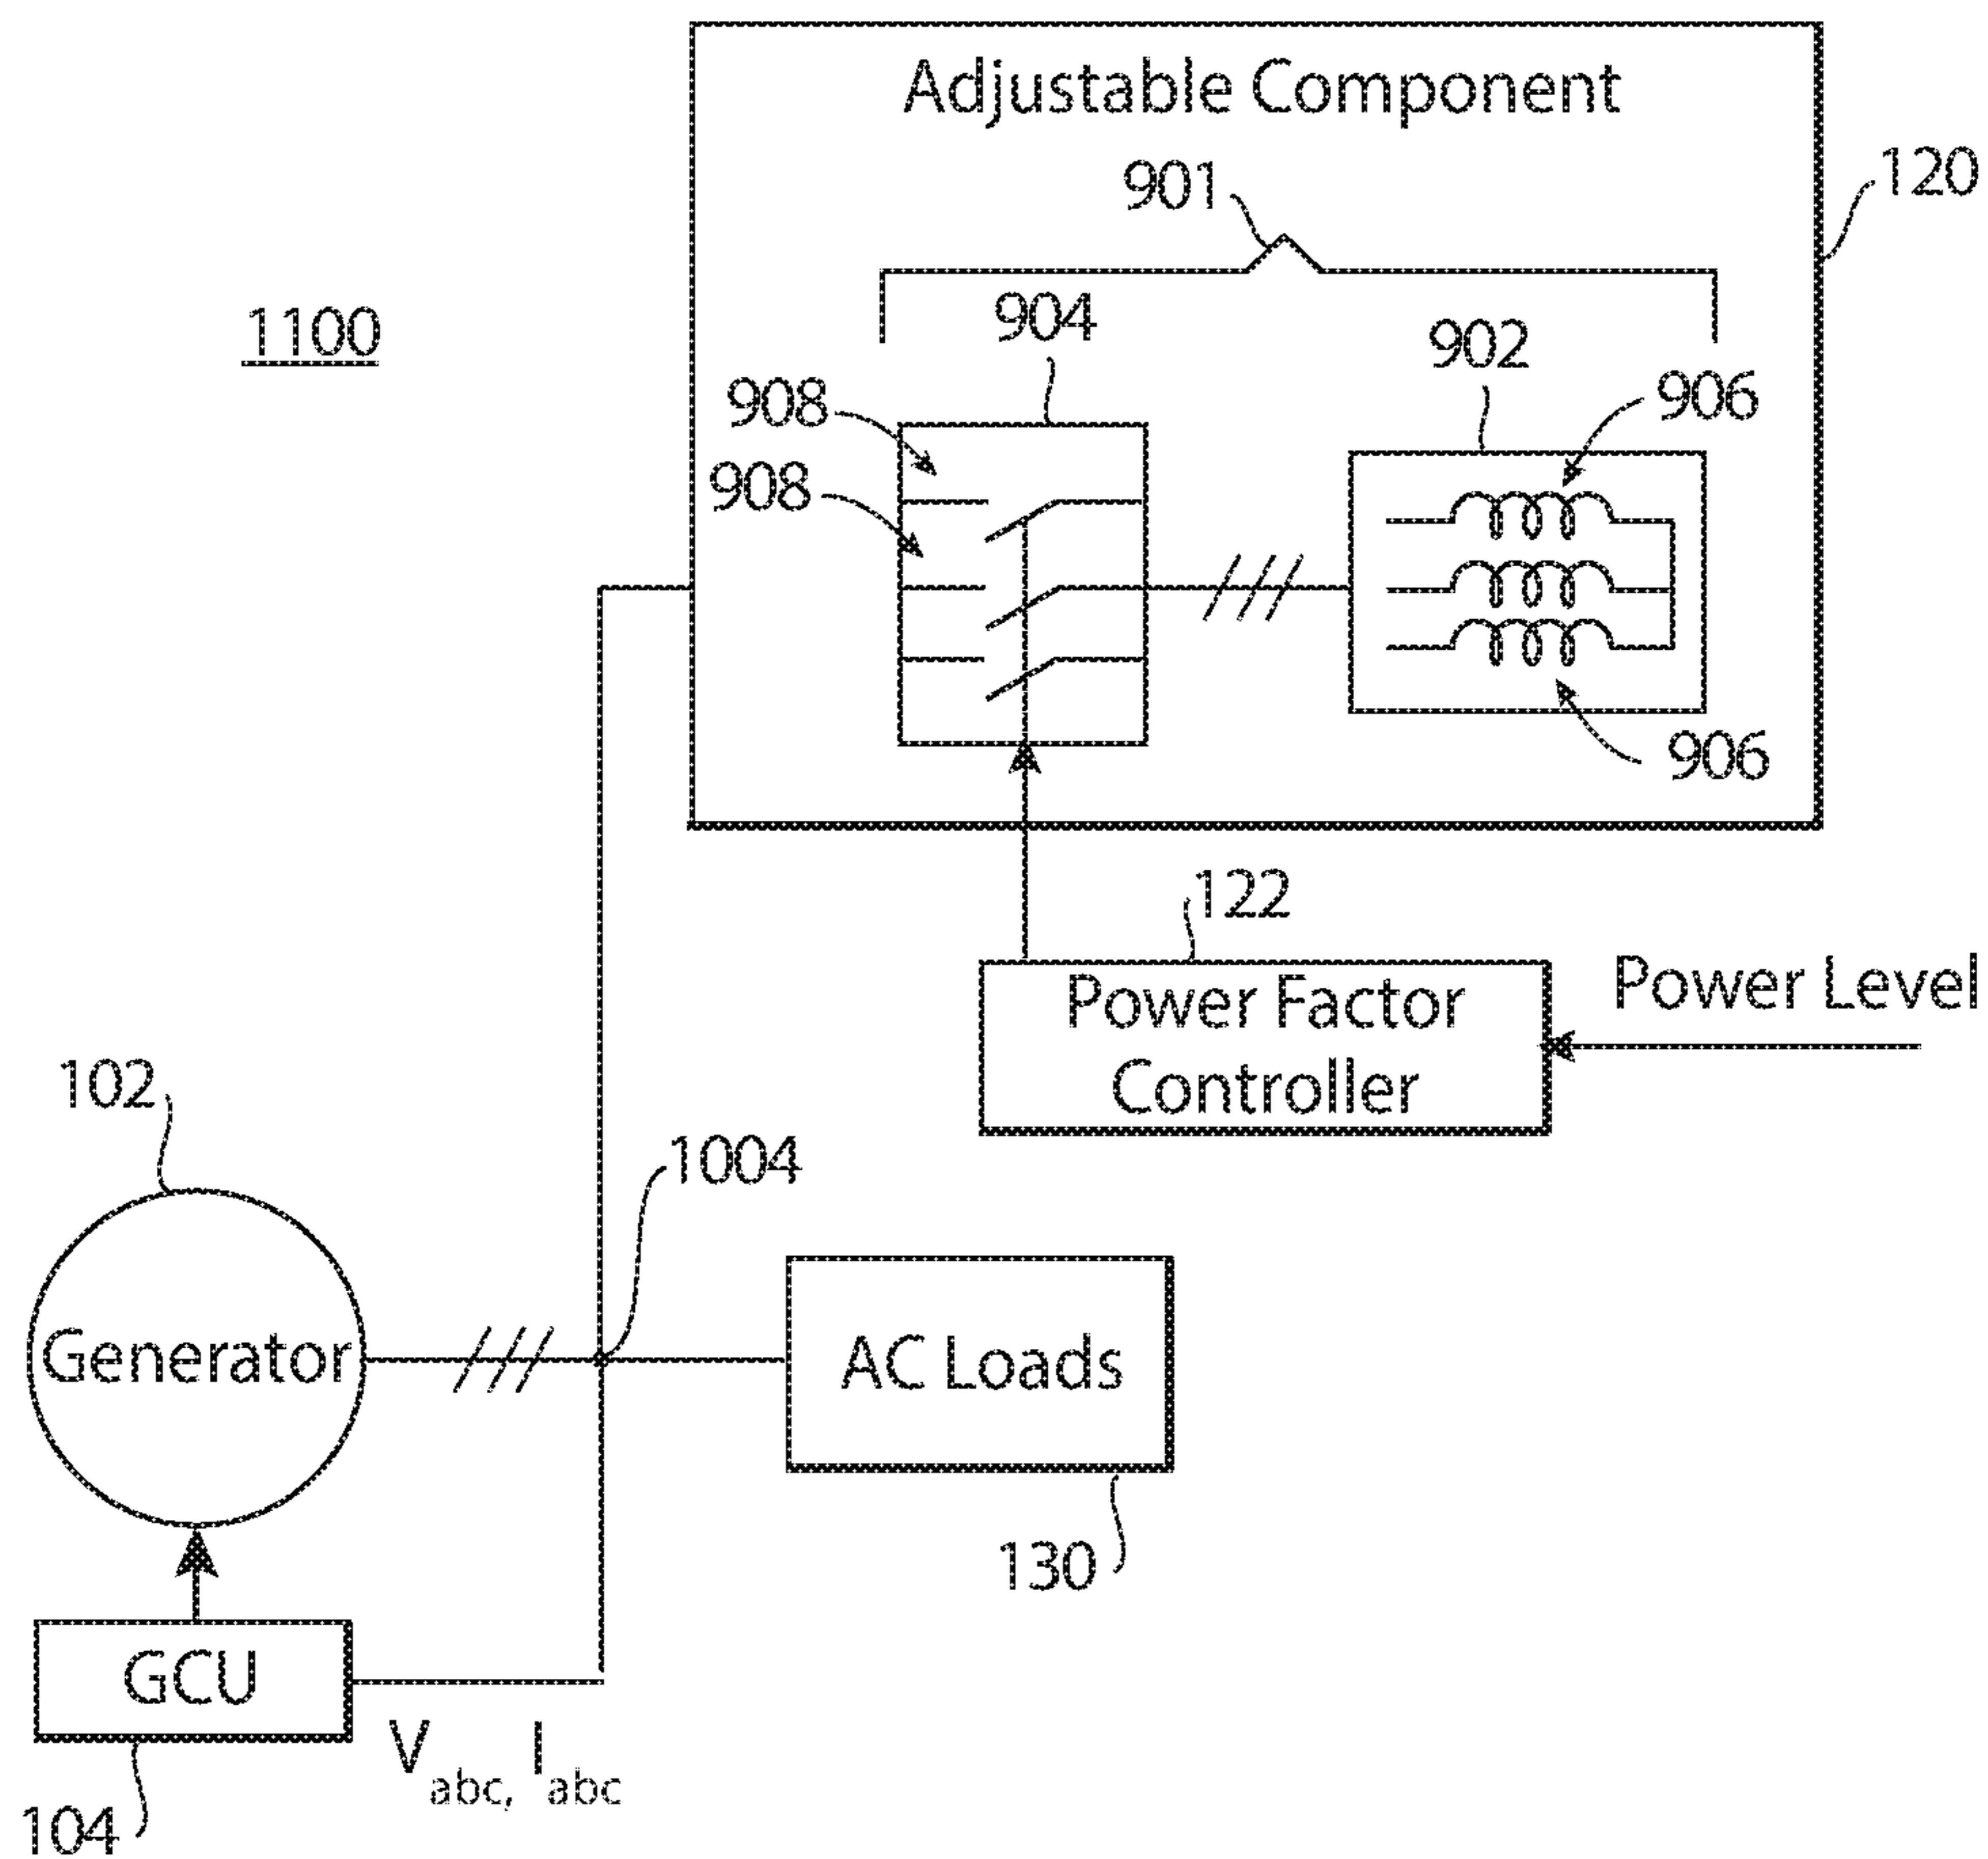 Adjustable Component
120
901
1100
904
902
908
906
908
906
122
Power Factor
Controller
Power Level
102
1004
Generator
AC Loads
130
GCU
Vabc, Iabc
104